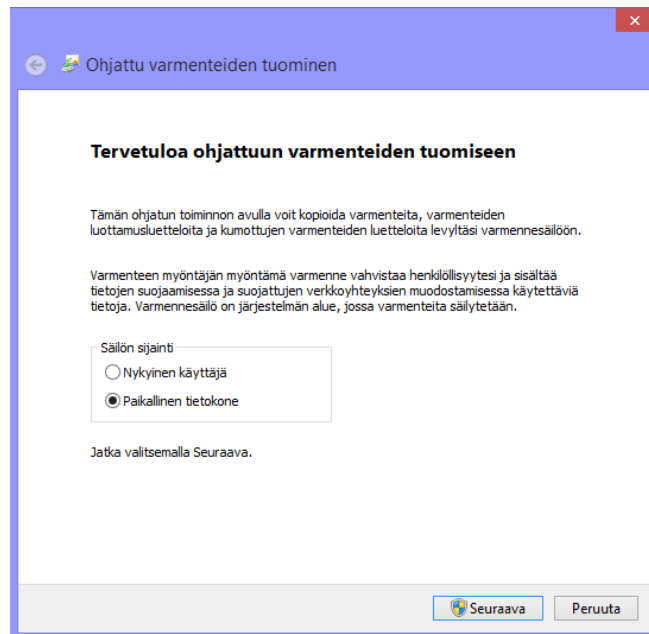 Ohjattu varmenteiden tuominen
Tervetuloa ohjattuun varmenteiden tuomiseen
Tämän ohjatun toiminnon avulla voit kopioida varmenteita, varmenteiden
luottamusluetteloita ja kumottujen varmenteiden luetteloita levyltäsi varmennesäilöön.
Varmenteen myöntäjän myöntämä varmenne vahvistaa henkilöllisyytesi ja sisältää
tietojen suojaamisessa ja suojattujen verkkoyhteyksien muodostamisessa käytettäviä
tietoja. Varmennesäilö on järjestelmän alue, jossa varmenteita säilytetään.
Säilön sijainti
Nykyinen käyttäjä
Paikallinen tietokone
Jatka valitsemalla Seuraava.
Seuraava
Peruuta